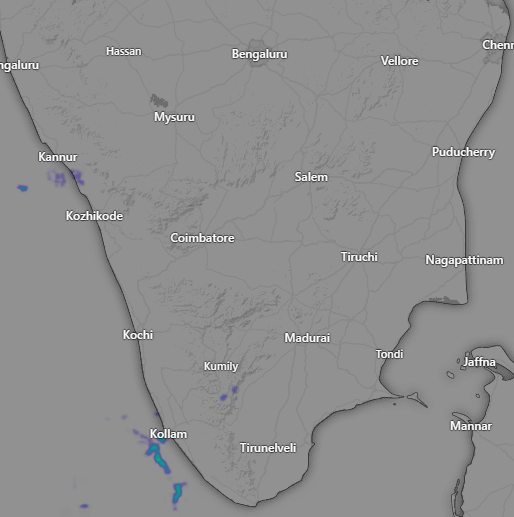 Hassan
Bengaluru
Chenn
ngaluru
Vellore
Mysuru
Kannur
Puducherry
Salem
Kozhikode
Coimbatore
Tiruchi
Nagapattinam
Kochi
Madurai
Tondi
Kumily
Jaffna
Mannar
Kollam
Tirunelveli